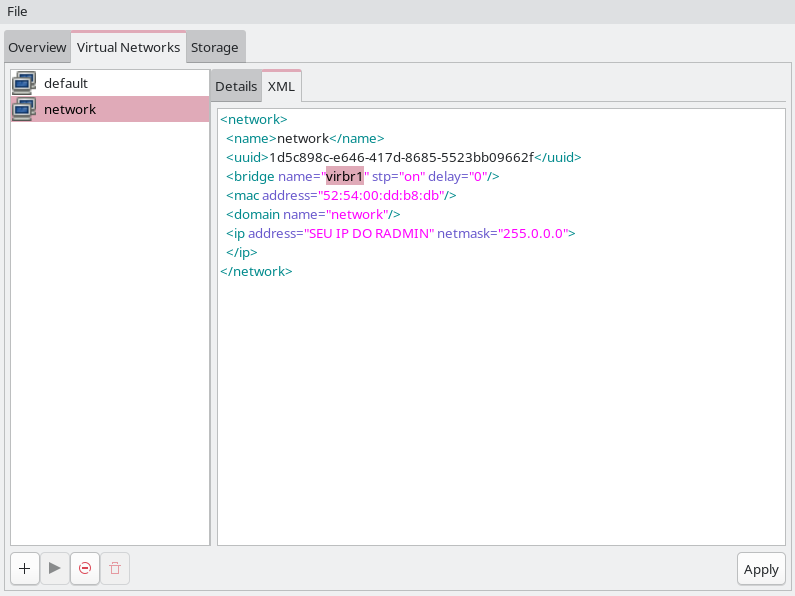 File
Overview Virtual Networks Storage
default
network
Details XML
<network>
  <name>network</name>
  <uuid>1d5c898c-e646-417d-8685-5523bb09662f</uuid>
  <bridge name="virbr1" stp="on" delay="0"/>
  <mac address="52:54:00:dd:b8:db"/>
  <domain name="network"/>
  <ip address="SEU IP DO RADMIN" netmask="255.0.0.0">
  </ip>
</network>
Apply